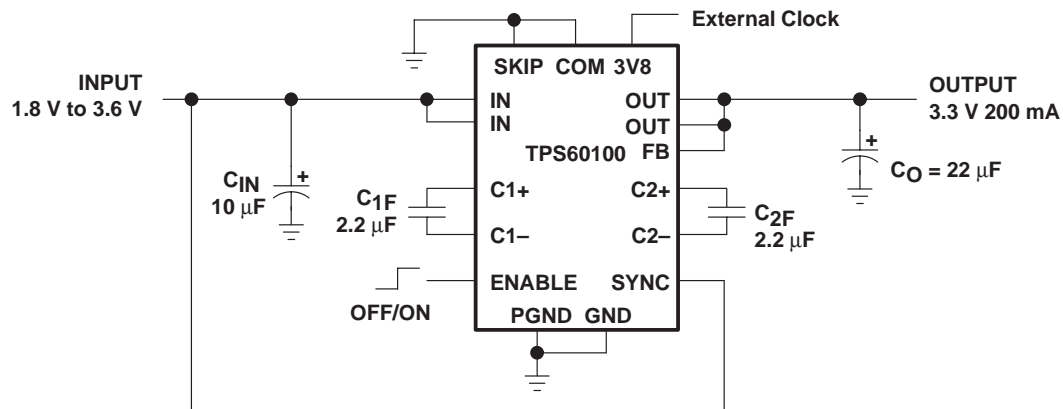 External Clock
SKIP COM 3V8
INPUT
1.8 V to 3.6 V
IN
IN
OUT
OUT
OUTPUT
3.3 V 200 mA
TPS60100 FB
+
CIN
10 µF
+
CO = 22 µF
C1F
2.2 µF
C1+
C1–
C2+
C2–
C2F
2.2 µF
OFF/ON
ENABLE SYNC
PGND GND